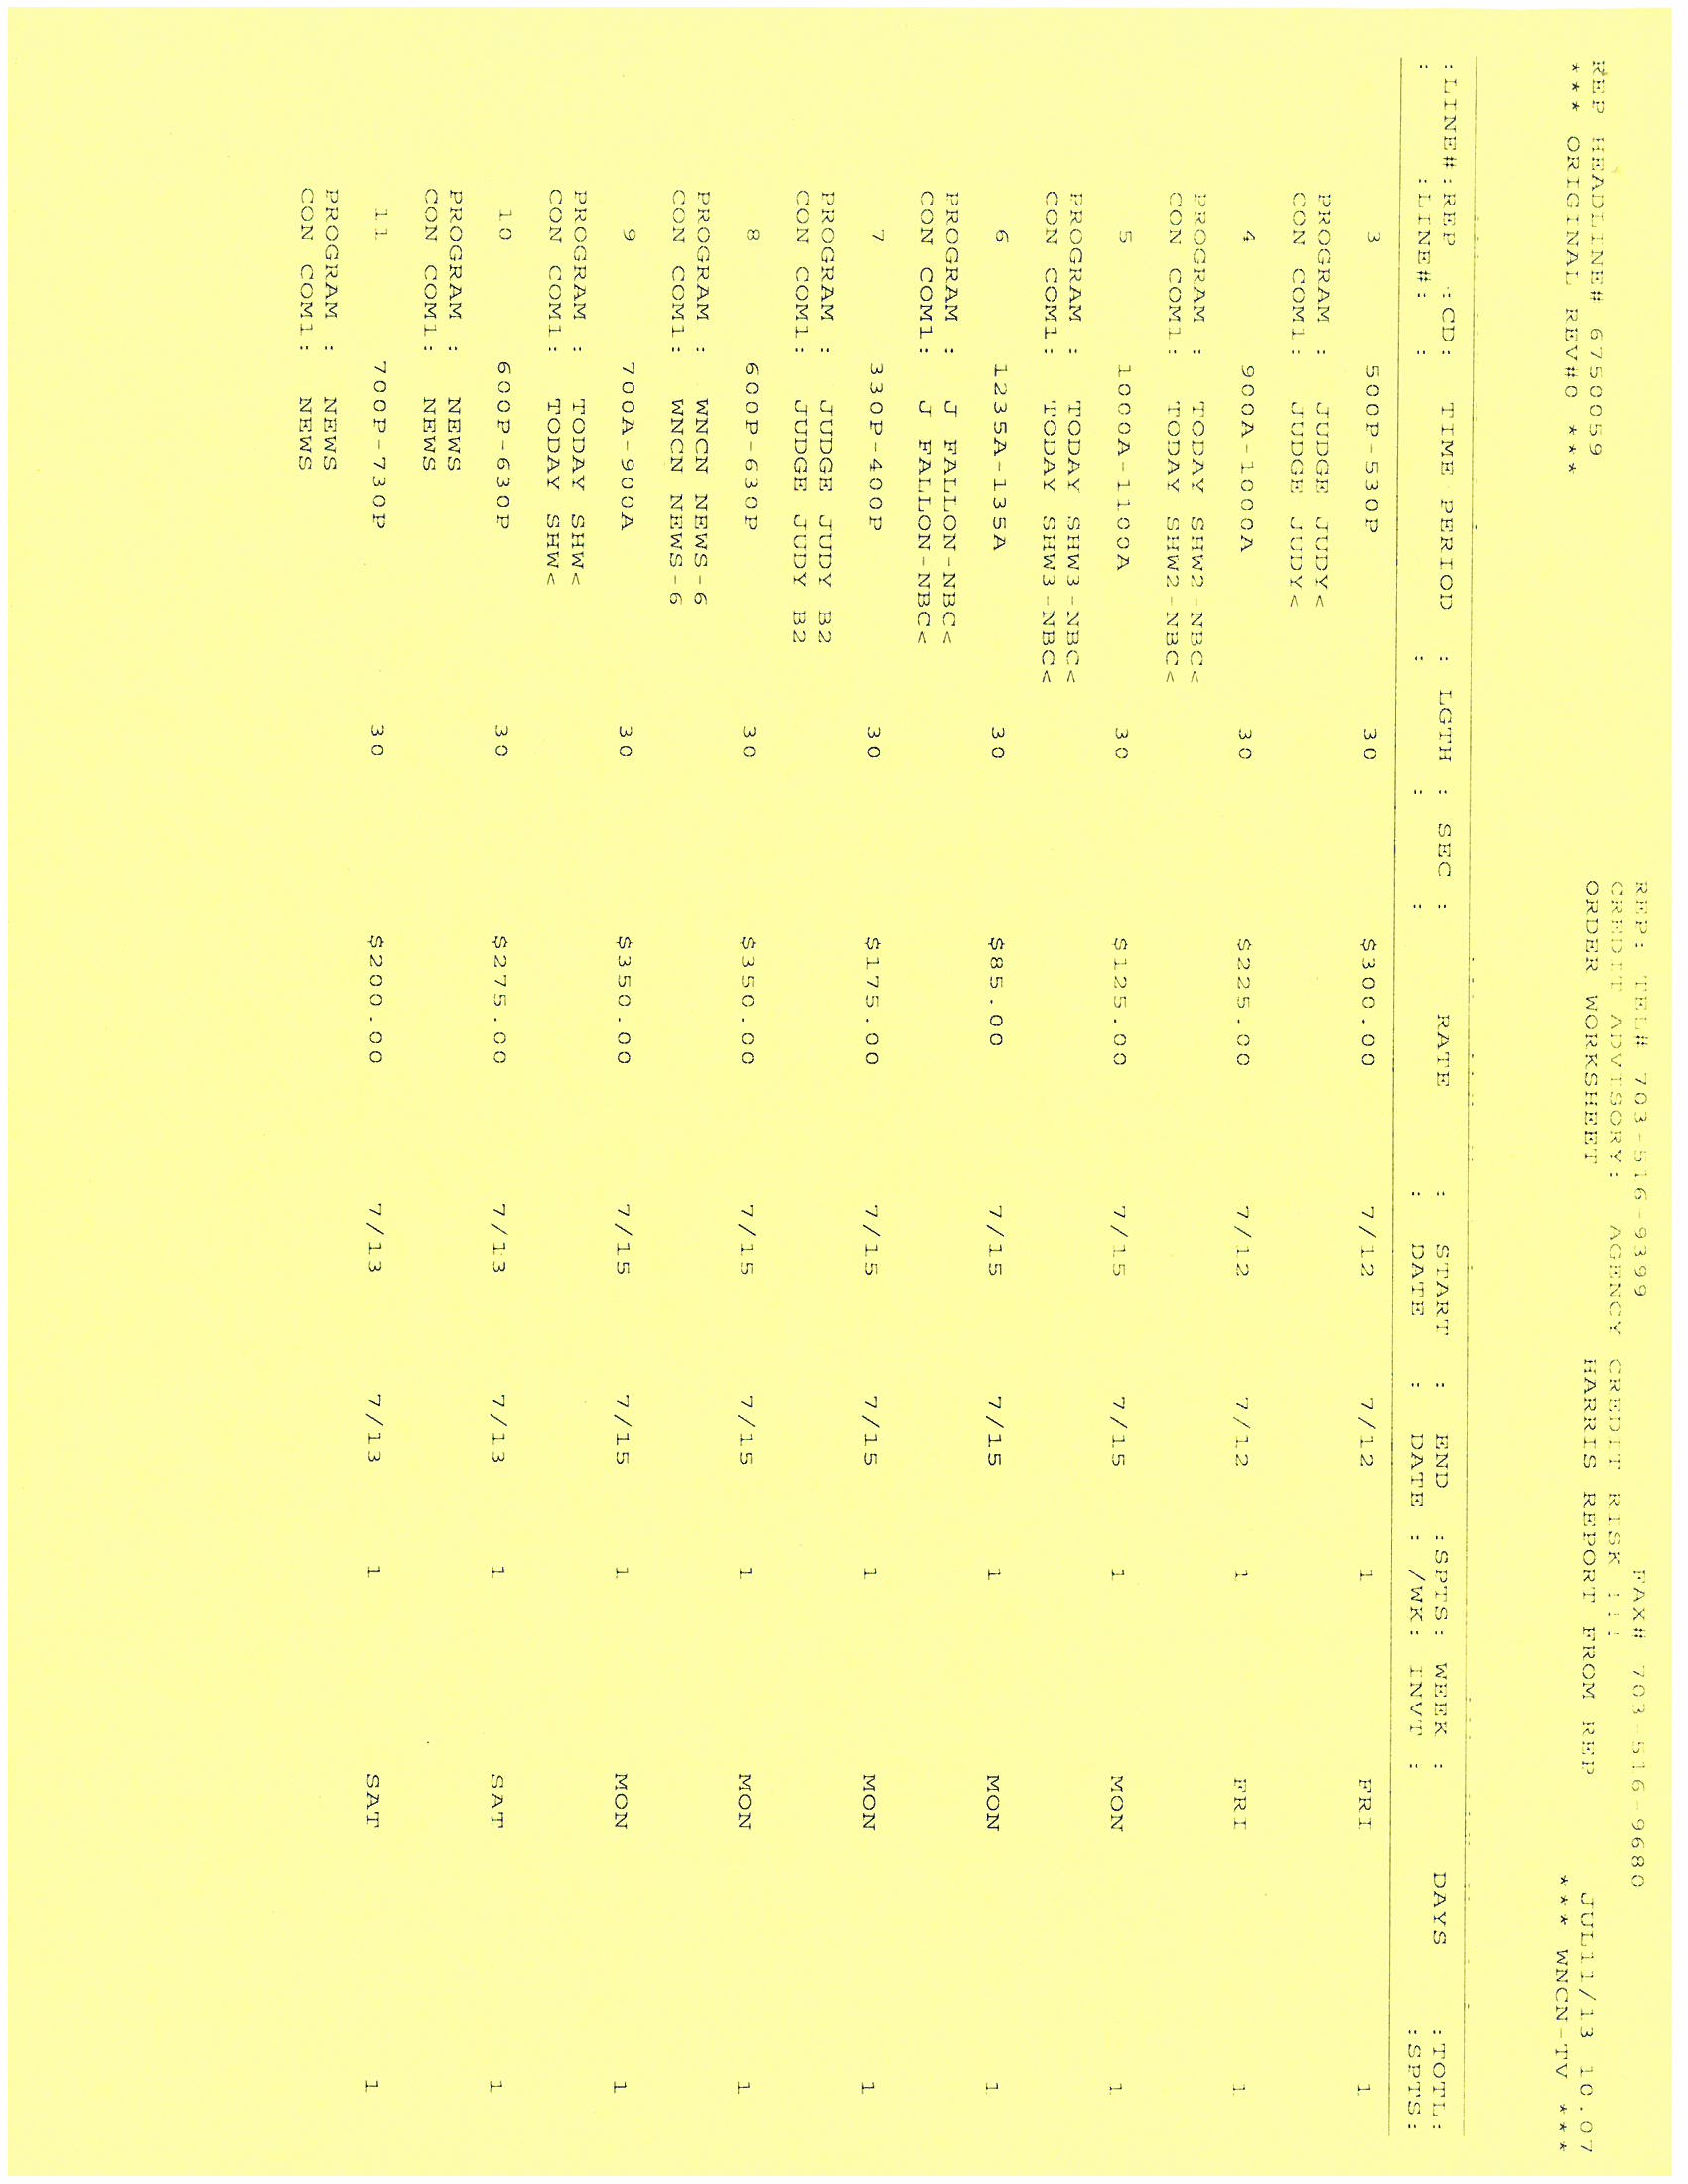 REP: TEL# 703-516-9399 FAX# 703-516-9680
CREDIT ADVISORY: AGENCY CREDIT RISK !!!
REP HEADLINE# 6750059 ORDER WORKSHEET HARRIS REPORT FROM REP JUL11/13 10.07
*** ORIGINAL REV#0 *** *** WNCN-TV ***
:LINE#:REP :CD: TIME PERIOD : LGTH : SEC : RATE : START : END :SPTS: WEEK : DAYS :TOTL:
: :LINE#: : : : : DATE : DATE : /WK: INVT : :SPTS:
3 500P-530P 30 $300.00 7/12 7/12 1 FRI 1
PROGRAM : JUDGE JUDY<
CON COM1: JUDGE JUDY<
4 900A-1000A 30 $225.00 7/12 7/12 1 FRI 1
PROGRAM : TODAY SHW2-NBC<
CON COM1: TODAY SHW2-NBC<
5 1000A-1100A 30 $125.00 7/15 7/15 1 MON 1
PROGRAM : TODAY SHW3-NBC<
CON COM1: TODAY SHW3-NBC<
6 1235A-135A 30 $85.00 7/15 7/15 1 MON 1
PROGRAM : J FALLON-NBC<
CON COM1: J FALLON-NBC<
7 330P-400P 30 $175.00 7/15 7/15 1 MON 1
PROGRAM : JUDGE JUDY B2
CON COM1: JUDGE JUDY B2
8 600P-630P 30 $350.00 7/15 7/15 1 MON 1
PROGRAM : WNCN NEWS-6
CON COM1: WNCN NEWS-6
9 700A-900A 30 $350.00 7/15 7/15 1 MON 1
PROGRAM : TODAY SHW<
CON COM1: TODAY SHW<
10 600P-630P 30 $275.00 7/13 7/13 1 SAT 1
PROGRAM : NEWS
CON COM1: NEWS
11 700P-730P 30 $200.00 7/13 7/13 1 SAT 1
PROGRAM : NEWS
CON COM1: NEWS